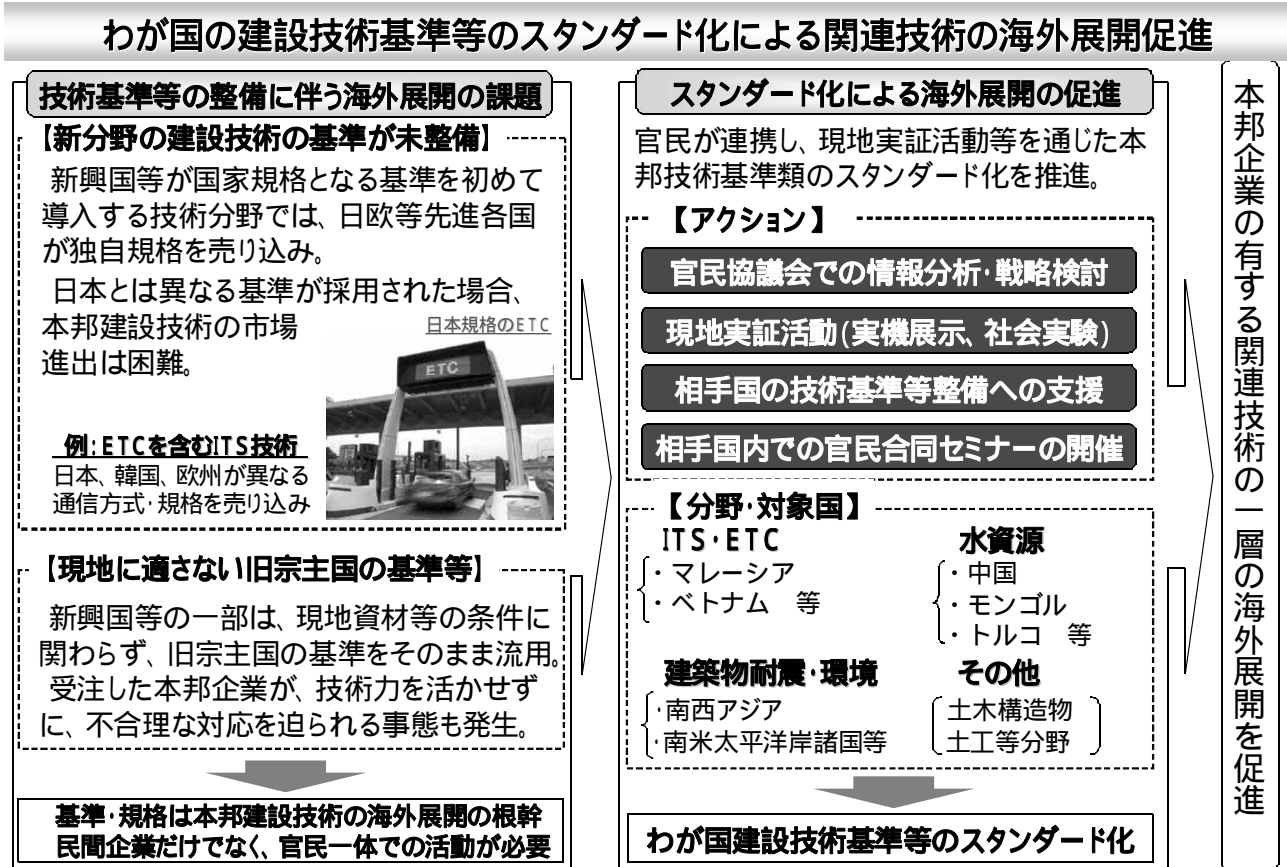 わが国の建設技術基準等のスタンダード化による関連技術の海外展開促進
技術基準等の整備に伴う海外展開の課題
【新分野の建設技術の基準が未整備】
新興国等が国家規格となる基準を初めて
導入する技術分野では、日欧等先進各国
が独自規格を売り込み。
日本とは異なる基準が採用された場合、
本邦建設技術の市場
進出は困難。
日本規格のETC
ETC
例:ETCを含むITS技術
日本、韓国、欧州が異なる
通信方式・規格を売り込み
【現地に適さない旧宗主国の基準等】
新興国等の一部は、現地資材等の条件に
関わらず、旧宗主国の基準をそのまま流用。
受注した本邦企業が、技術力を活かせず
に、不合理な対応を迫られる事態も発生。
基準・規格は本邦建設技術の海外展開の根幹
民間企業だけでなく、官民一体での活動が必要
スタンダード化による海外展開の促進
官民が連携し、現地実証活動等を通じた本
邦技術基準類のスタンダード化を推進。
【アクション】
官民協議会での情報分析・戦略検討
現地実証活動(実機展示、社会実験)
相手国の技術基準等整備への支援
相手国内での官民合同セミナーの開催
【分野・対象国】
ITS・ETC
・マレーシア
・ベトナム 等
水資源
・中国
・モンゴル
・トルコ 等
建築物耐震・環境
・南西アジア
・南米太平洋岸諸国等
その他
土木構造物
土工等分野
わが国建設技術基準等のスタンダード化
本邦企業の有する関連技術の一層の海外展開を促進